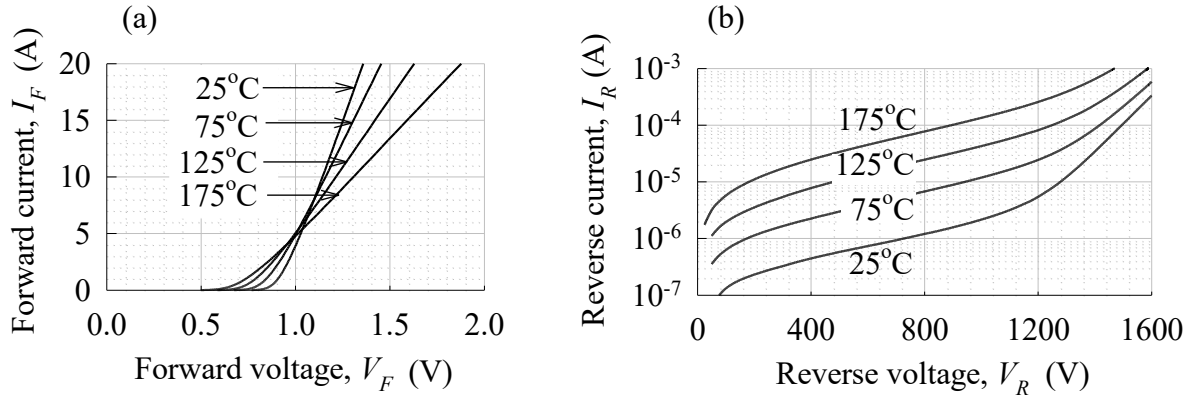 (a)
Forward current, I_F (A)
20
15
10
5
0
25°C
75°C
125°C
175°C
0.0 0.5 1.0 1.5 2.0
Forward voltage, V_F (V)
(b)
Reverse current, I_R (A)
10⁻³
10⁻⁴
10⁻⁵
10⁻⁶
10⁻⁷
175°C
125°C
75°C
25°C
0 400 800 1200 1600
Reverse voltage, V_R (V)